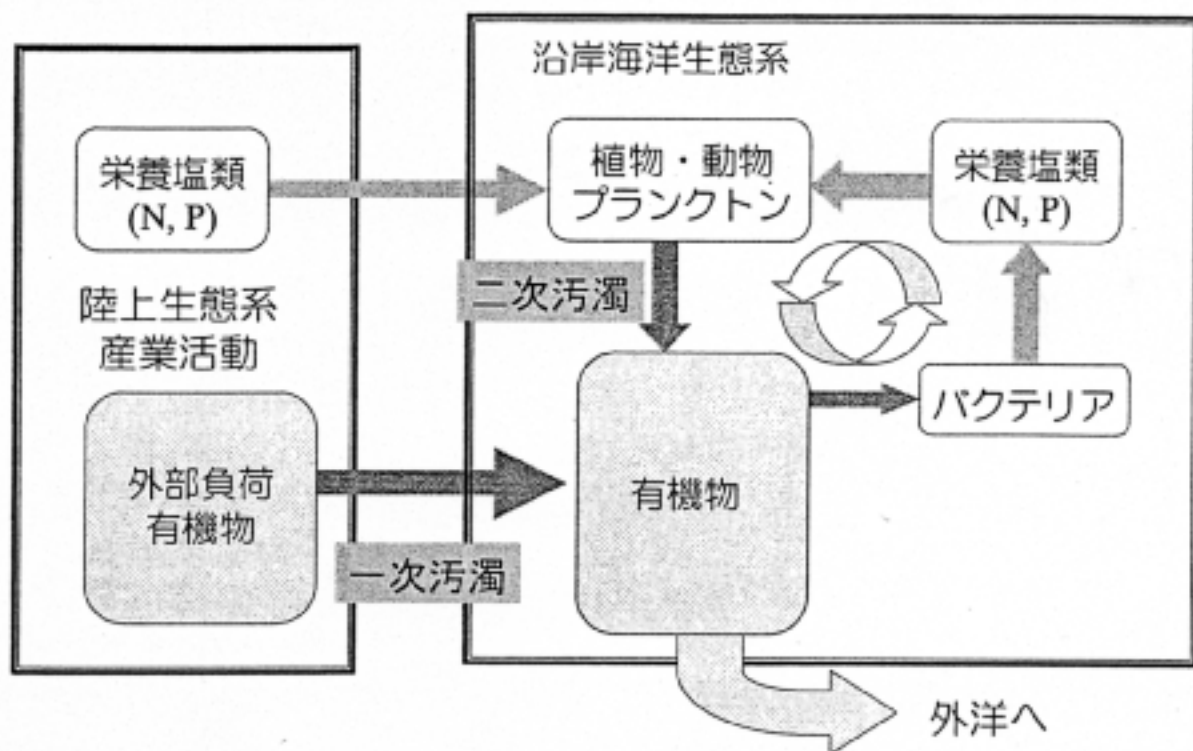 沿岸海洋生態系
栄養塩類
(N, P)
陸上生態系
産業活動
外部負荷
有機物
植物・動物
プランクトン
栄養塩類
(N, P)
二次汚濁
バクテリア
有機物
一次汚濁
外洋へ